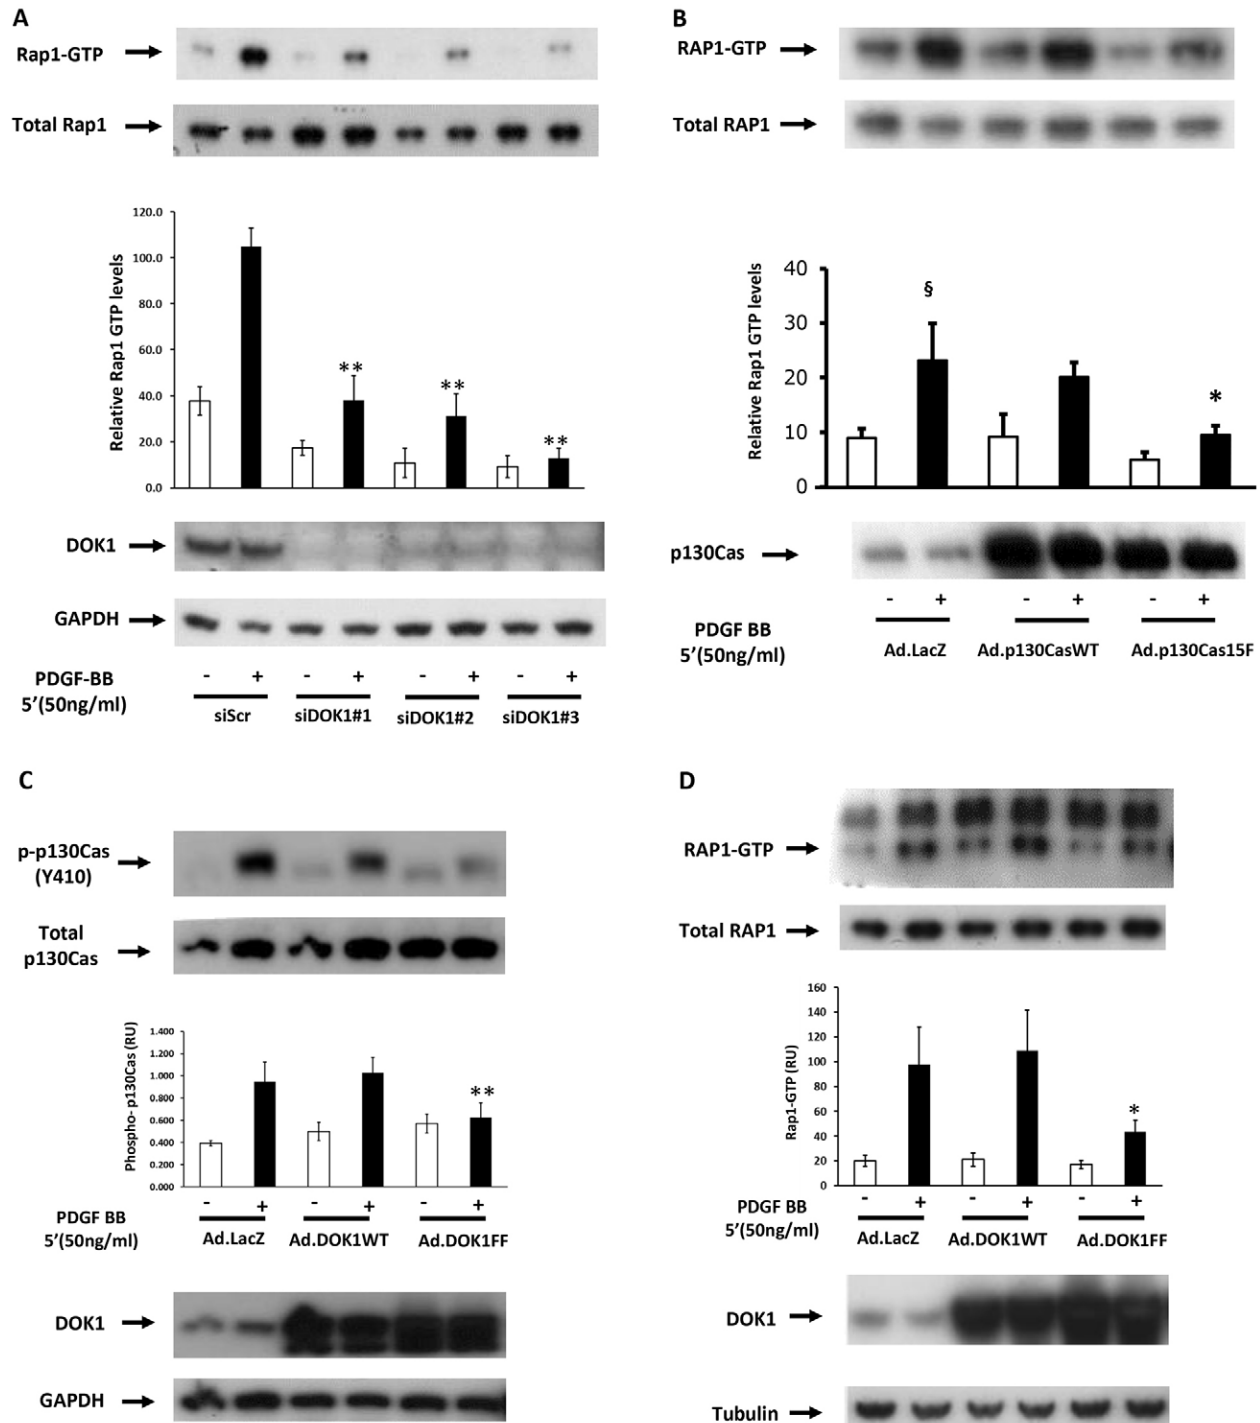 A
Rap1-GTP
Total Rap1
Relative Rap1 GTP levels
120.0
100.0
80.0
60.0
40.0
20.0
0.0
**
**
**
DOK1
GAPDH
PDGF-BB
5’(50ng/ml)
- + - + - + - +
siScr siDOK1#1 siDOK1#2 siDOK1#3
B
RAP1-GTP
Total RAP1
Relative Rap1 GTP levels
40
30
20
10
0
§
*
p130Cas
- + - + - +
PDGF BB
5’(50ng/ml)
Ad.LacZ Ad.p130CasWT Ad.p130Cas15F
C
p-p130Cas
(Y410)
Total
p130Cas
Phospho- p130Cas (RU)
1.400
1.200
1.000
0.800
0.600
0.400
0.200
0.000
**
- + - + - +
PDGF BB
5’(50ng/ml)
Ad.LacZ Ad.DOK1WT Ad.DOK1FF
DOK1
GAPDH
D
RAP1-GTP
Total RAP1
Rap1-GTP (RU)
160
140
120
100
80
60
40
20
0
*
- + - + - +
PDGF BB
5’(50ng/ml)
Ad.LacZ Ad.DOK1WT Ad.DOK1FF
DOK1
Tubulin